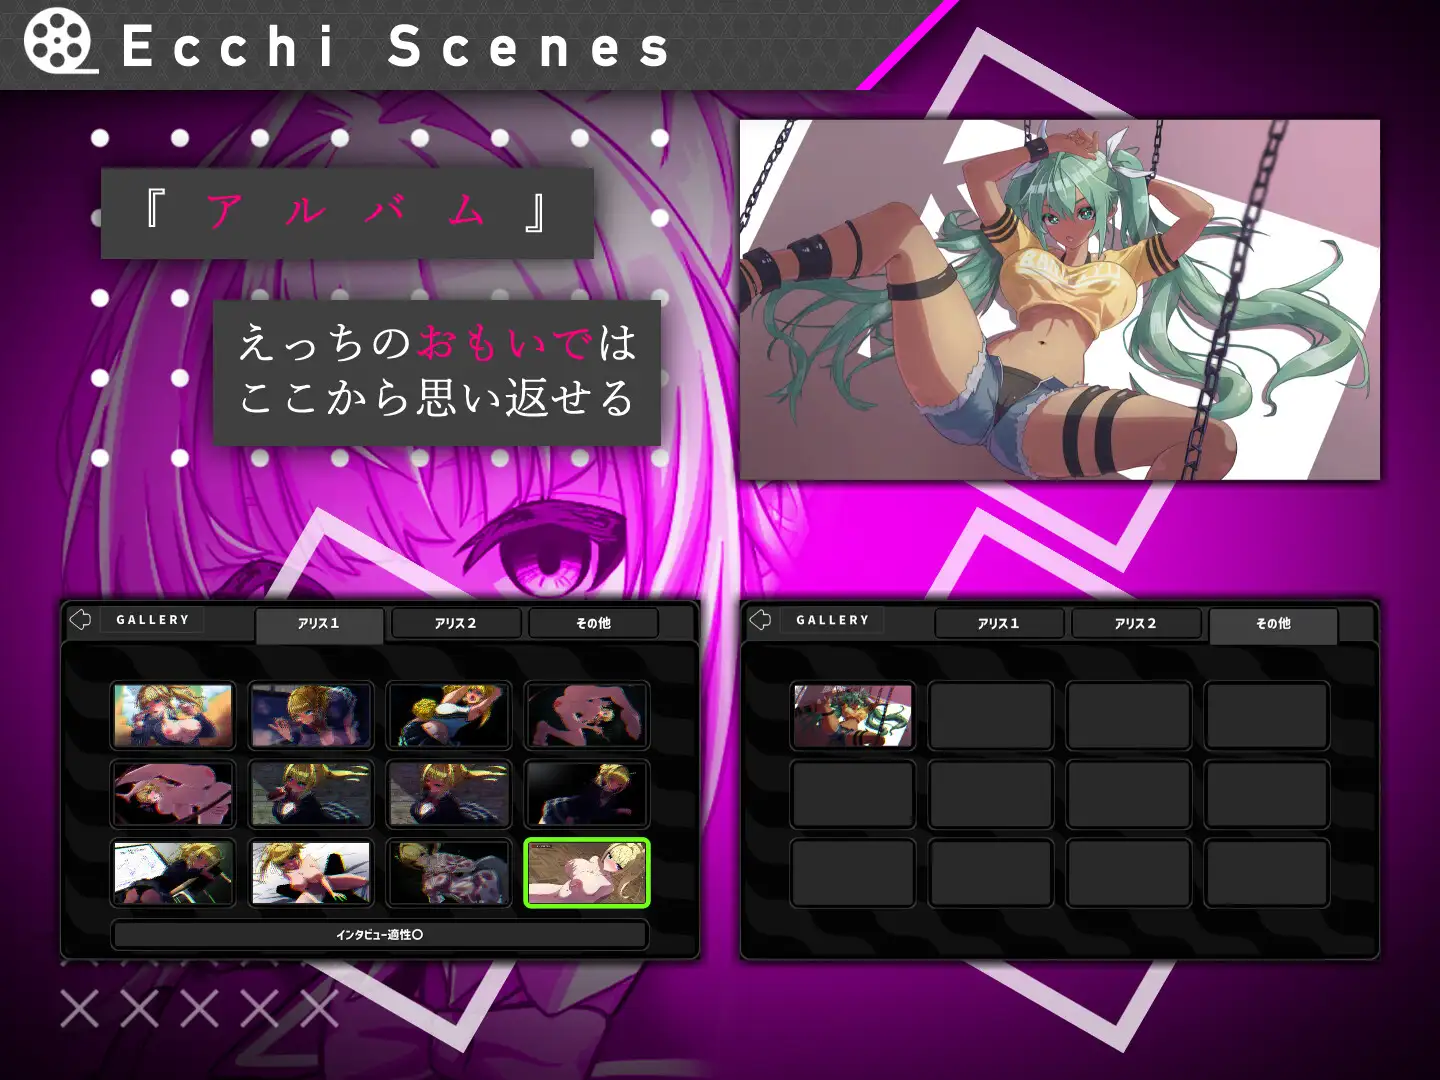 Ecchi Scenes
『アルバム』
えっちのおもいでは
ここから思い返せる
GALLERY
アリス1
アリス2
その他
インタビュー適性〇
GALLERY
アリス1
アリス2
その他